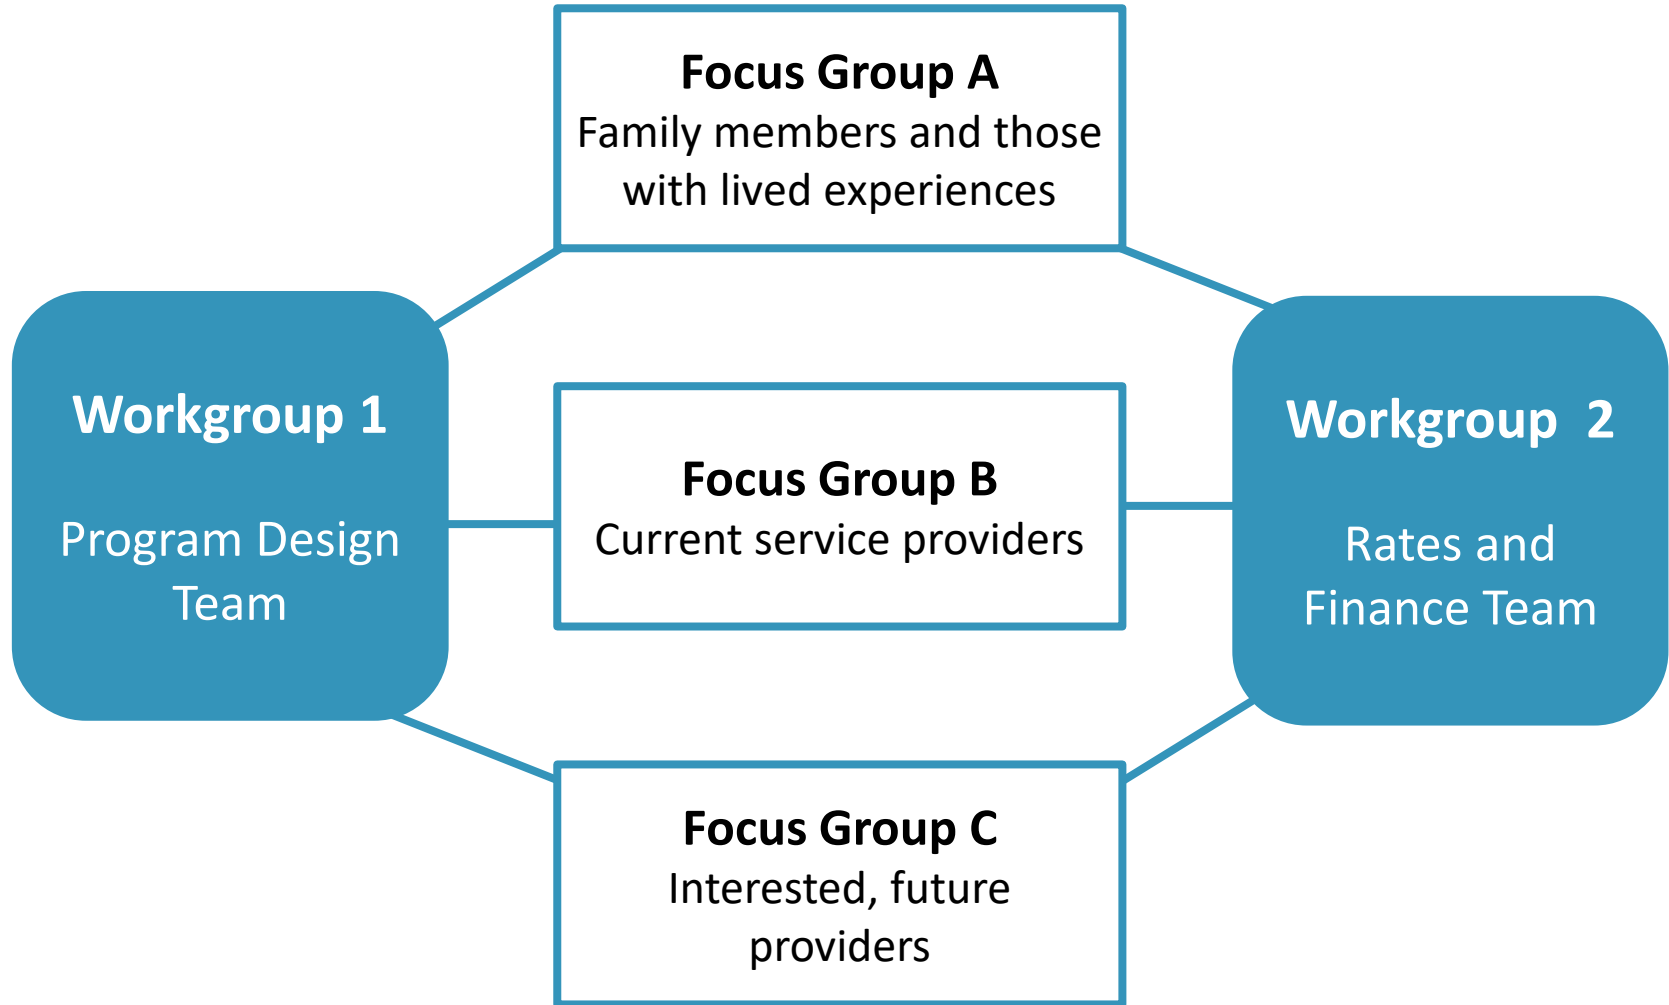 Focus Group A
Family members and those
with lived experiences
Workgroup 1
Program Design
Team
Focus Group B
Current service providers
Workgroup  2
Rates and
Finance Team
Focus Group C
Interested, future
providers